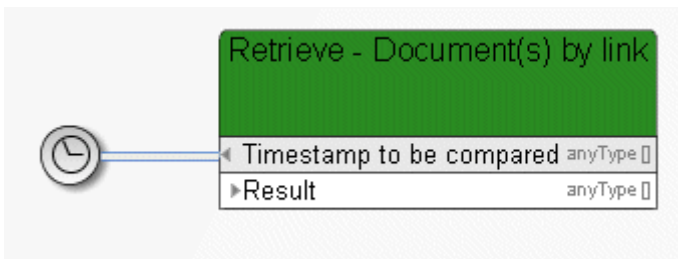 Retrieve - Document(s) by link
Timestamp to be compared anyType []
Result anyType []